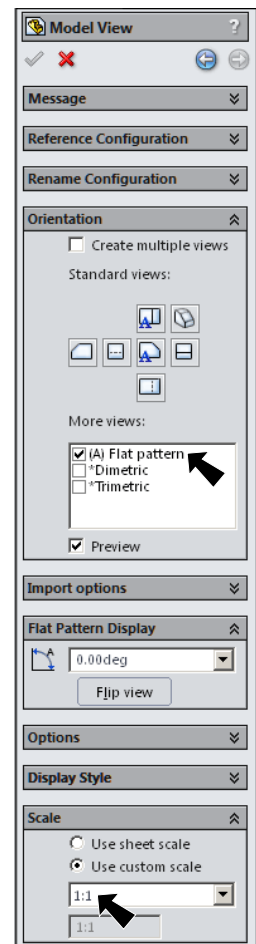 Model View ?
Message
Reference Configuration
Rename Configuration
Orientation
Create multiple views
Standard views:
A
A A
More views:
(A) Flat pattern
*Dimetric
*Trimetric
Preview
Import options
Flat Pattern Display
A 0.00deg
Flip view
Options
Display Style
Scale
Use sheet scale
Use custom scale
1:1
1:1